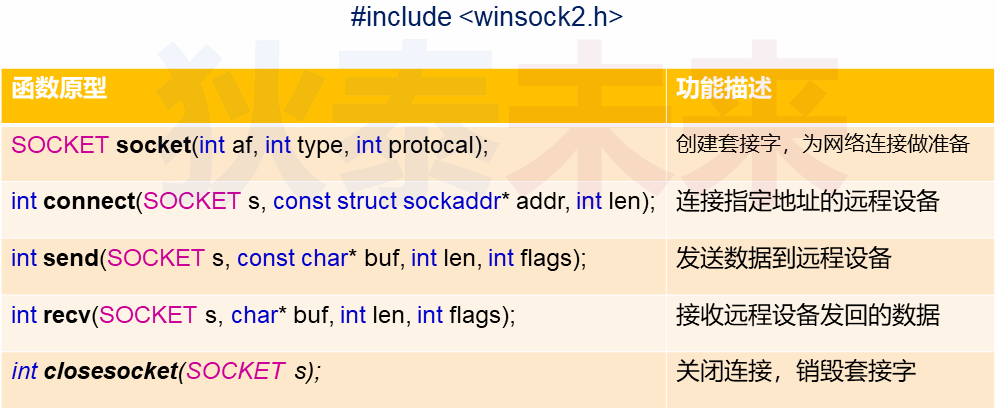 #include <winsock2.h>
狄泰未来
函数原型 功能描述
SOCKET socket(int af, int type, int protocal); 创建套接字，为网络连接做准备
int connect(SOCKET s, const struct sockaddr* addr, int len); 连接指定地址的远程设备
int send(SOCKET s, const char* buf, int len, int flags); 发送数据到远程设备
int recv(SOCKET s, char* buf, int len, int flags); 接收远程设备发回的数据
int closesocket(SOCKET s); 关闭连接，销毁套接字